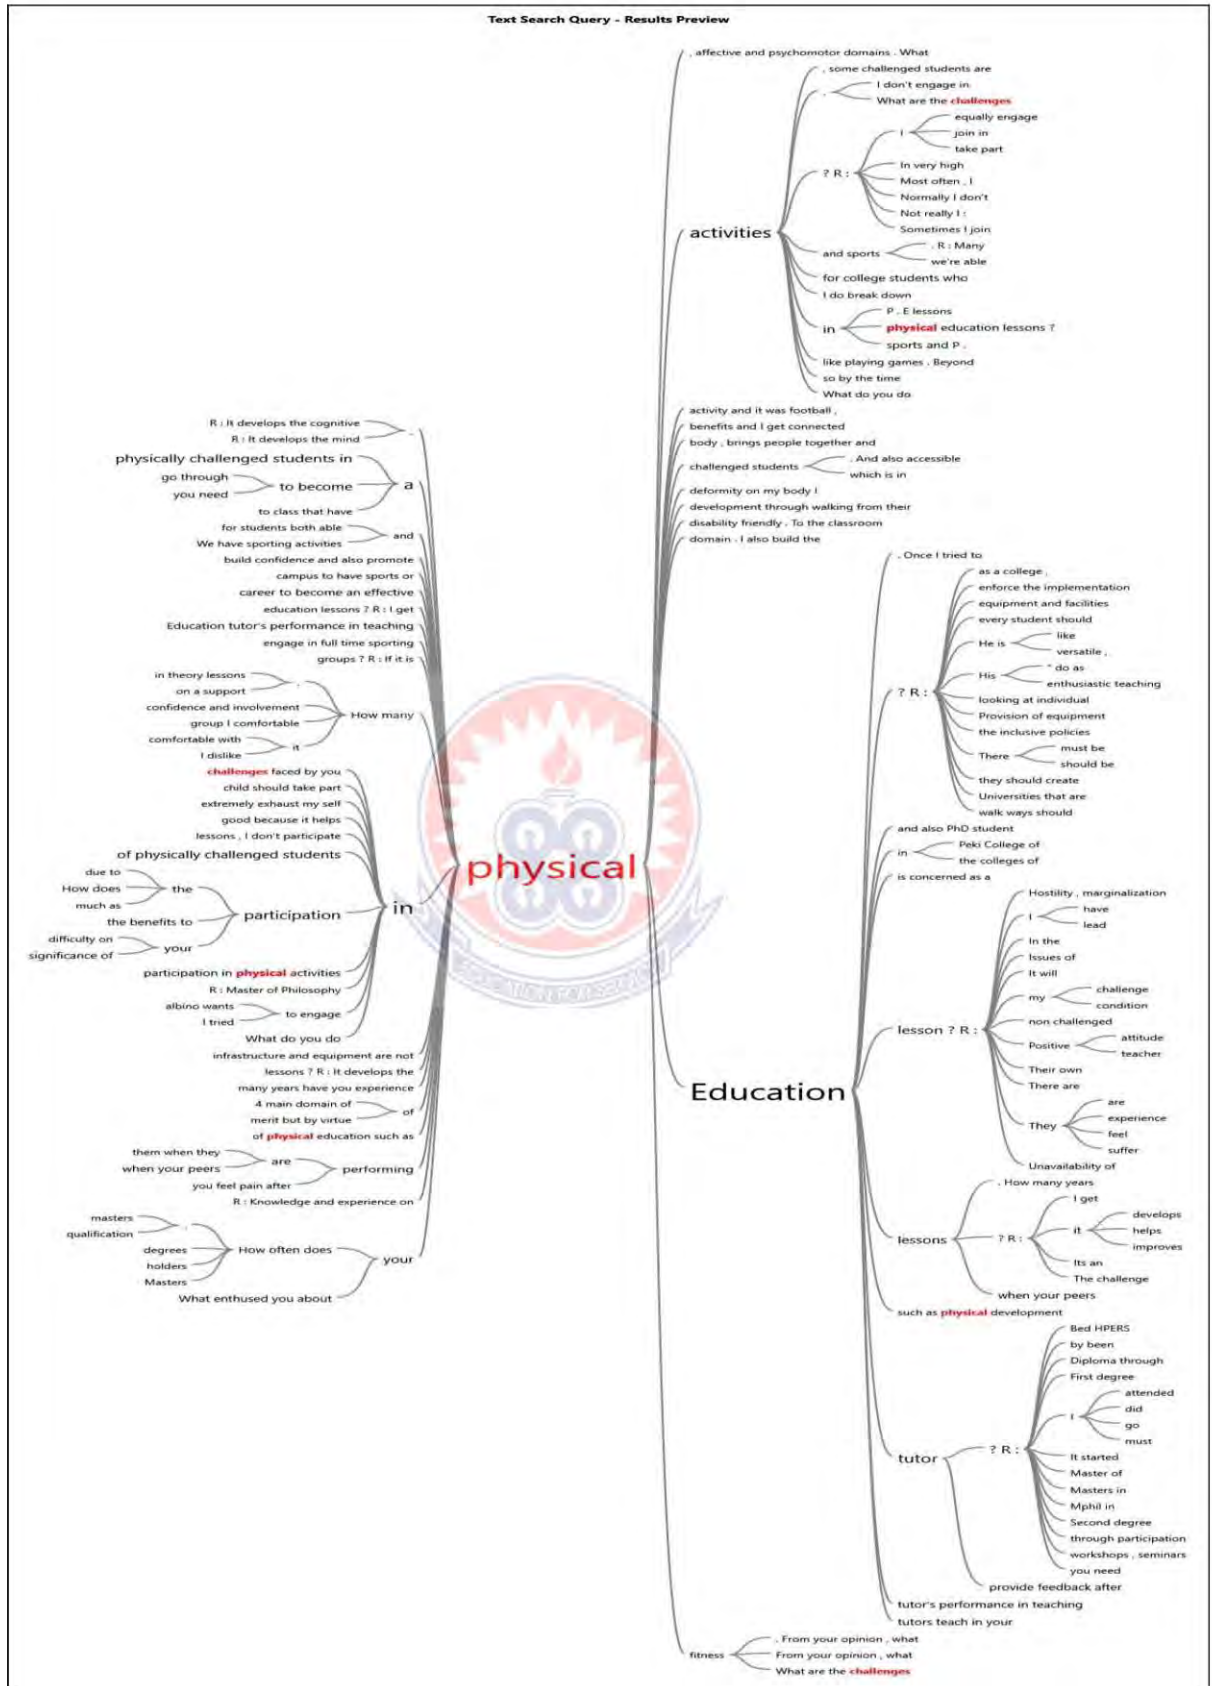 Text Search Query - Results Preview
R : It develops the cognitive
R : It develops the mind
.
physically challenged students in
go through
you need
to become
to class that have
a
for students both able
We have sporting activities
and
build confidence and also promote
campus to have sports or
career to become an effective
education lessons ? R : I get
Education tutor's performance in teaching
engage in full time sporting
groups ? R : If it is
in theory lessons
on a support
.
confidence and involvement
group I comfortable
comfortable with
I dislike
it
How many
challenges faced by you
child should take part
extremely exhaust my self
good because it helps
lessons , I don't participate
of physically challenged students
due to
How does
much as
the
the benefits to
difficulty on
significance of
your
participation
participation in physical activities
R : Master of Philosophy
albino wants
I tried
to engage
What do you do
in
infrastructure and equipment are not
lessons ? R : It develops the
many years have you experience
4 main domain of
merit but by virtue
of
of physical education such as
them when they
when your peers
are
you feel pain after
performing
R : Knowledge and experience on
masters
qualification
.
degrees
holders
Masters
How often does
What enthused you about
your
physical
, affective and psychomotor domains . What
activities
, some challenged students are
.
I don't engage in
What are the challenges
? R :
I
equally engage
join in
take part
In very high
Most often , I
Normally I don't
Not really I :
Sometimes I join
and sports
. R : Many
we're able
for college students who
I do break down
in
P . E lessons
physical education lessons ?
sports and P .
like playing games . Beyond
so by the time
What do you do
activity and it was football ,
benefits and I get connected
body , brings people together and
challenged students
. And also accessible
which is in
deformity on my body I
development through walking from their
disability friendly . To the classroom
domain . I also build the
Education
. Once I tried to
? R :
as a college ,
enforce the implementation
equipment and facilities
every student should
He is
like
versatile ,
His
" do as
enthusiastic teaching
looking at individual
Provision of equipment
the inclusive policies
There
must be
should be
they should create
Universities that are
walk ways should
and also PhD student
in
Peki College of
the colleges of
is concerned as a
lesson ? R :
Hostility , marginalization
I
have
lead
In the
Issues of
It will
my
challenge
condition
non challenged
Positive
attitude
teacher
Their own
There are
They
are
experience
feel
suffer
Unavailability of
lessons
. How many years
? R :
I get
it
develops
helps
improves
Its an
The challenge
when your peers
such as physical development
tutor
? R :
Bed HPERS
by been
Diploma through
First degree
I
attended
did
go
must
It started
Master of
Masters in
Mphil in
Second degree
through participation
workshops , seminars
you need
provide feedback after
tutor's performance in teaching
tutors teach in your
fitness
. From your opinion , what
From your opinion , what
What are the challenges